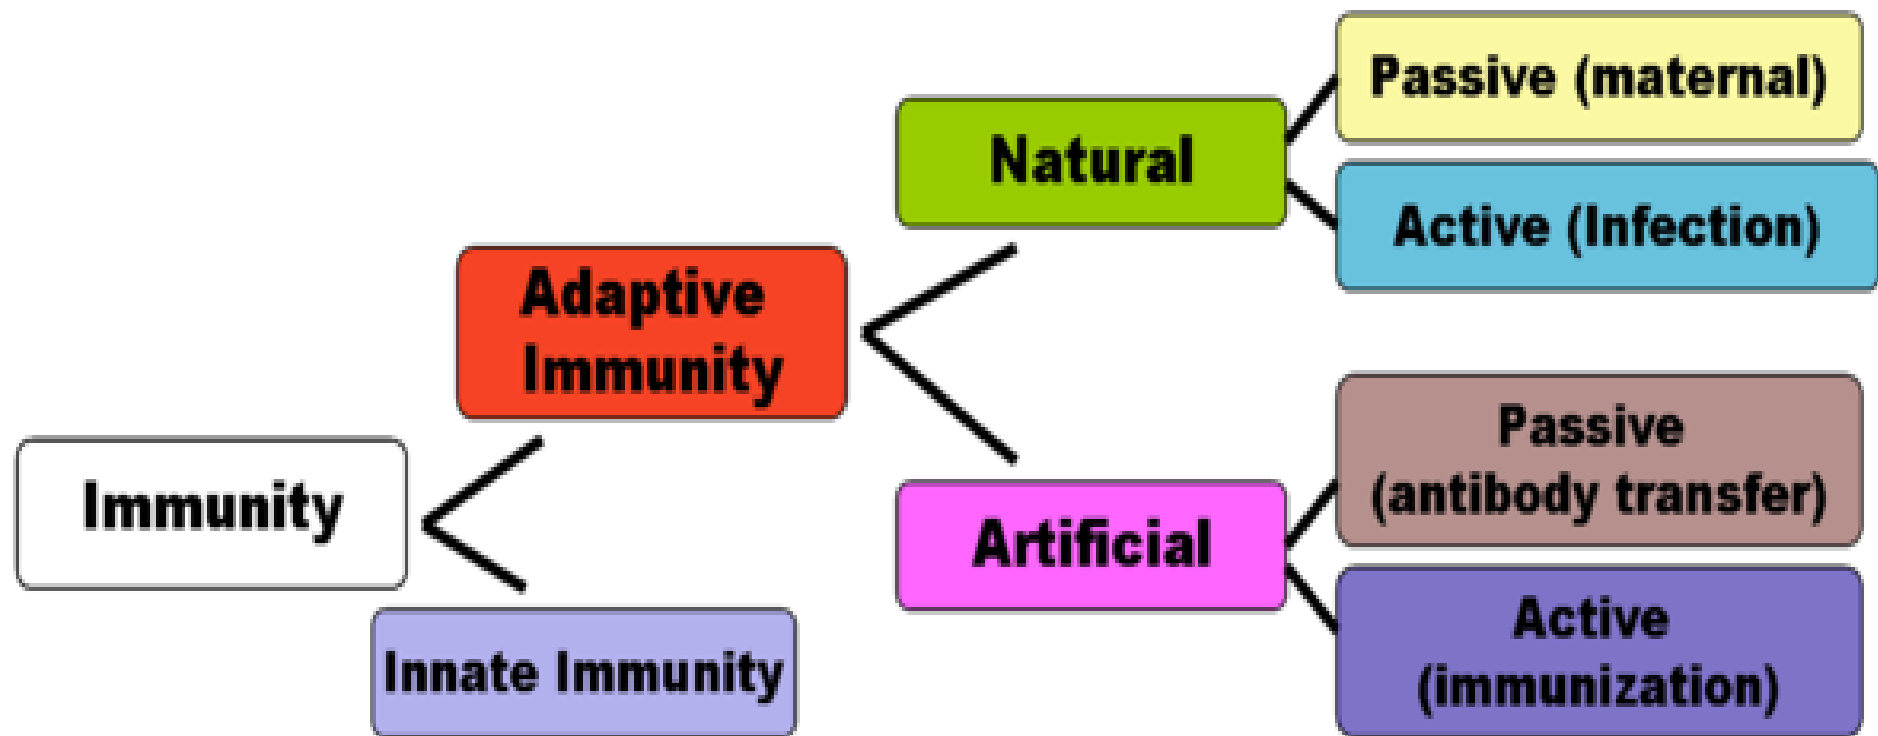 Passive (maternal)
Natural
Active (Infection)
Adaptive
Immunity
Passive
(antibody transfer)
Immunity
Artificial
Active
(immunization)
Innate Immunity